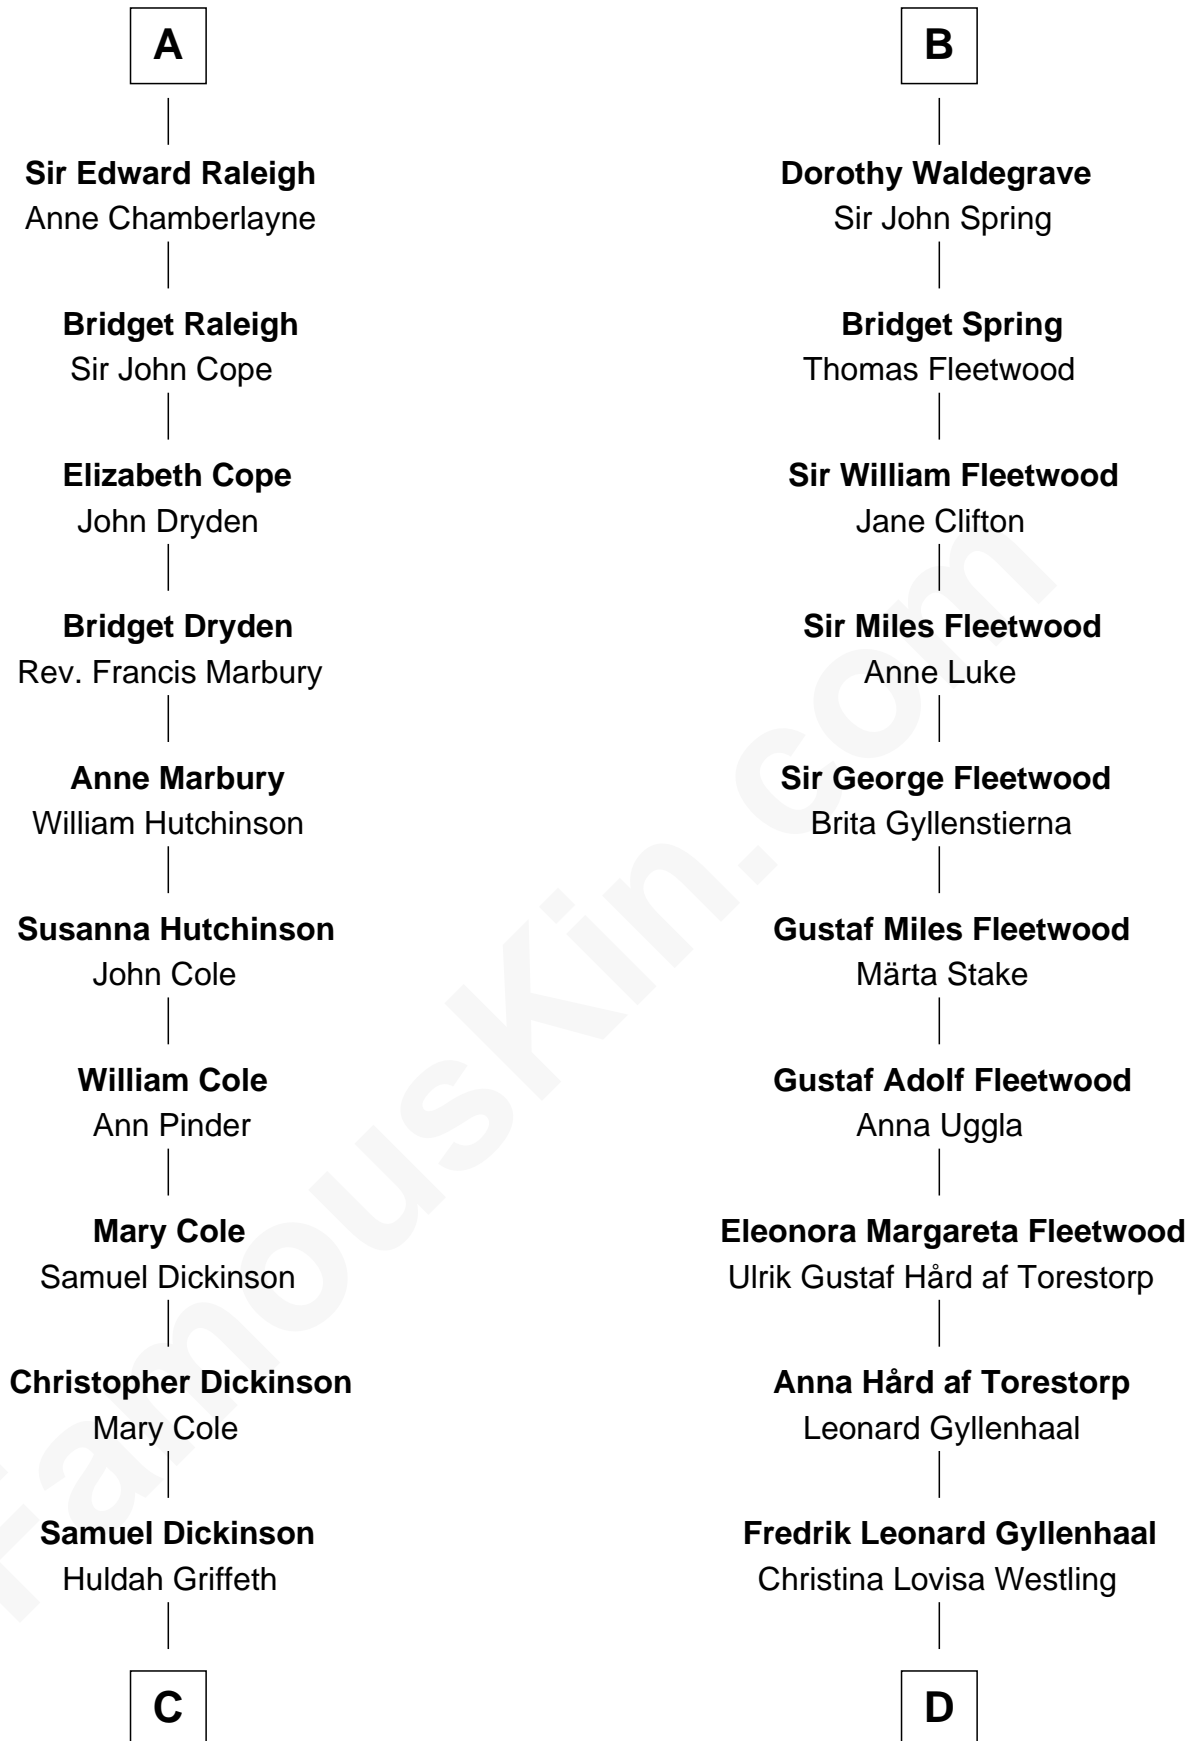 A
Sir Edward Raleigh
Anne Chamberlayne
Bridget Raleigh
Sir John Cope
Elizabeth Cope
John Dryden
Bridget Dryden
Rev. Francis Marbury
Anne Marbury
William Hutchinson
Susanna Hutchinson
John Cole
William Cole
Ann Pinder
Mary Cole
Samuel Dickinson
Christopher Dickinson
Mary Cole
Samuel Dickinson
Huldah Griffeth
C
B
Dorothy Waldegrave
Sir John Spring
Bridget Spring
Thomas Fleetwood
Sir William Fleetwood
Jane Clifton
Sir Miles Fleetwood
Anne Luke
Sir George Fleetwood
Brita Gyllenstierna
Gustaf Miles Fleetwood
Märta Stake
Gustaf Adolf Fleetwood
Anna Uggla
Eleonora Margareta Fleetwood
Ulrik Gustaf Hård af Torestorp
Anna Hård af Torestorp
Leonard Gyllenhaal
Fredrik Leonard Gyllenhaal
Christina Lovisa Westling
D
FamousKin.com